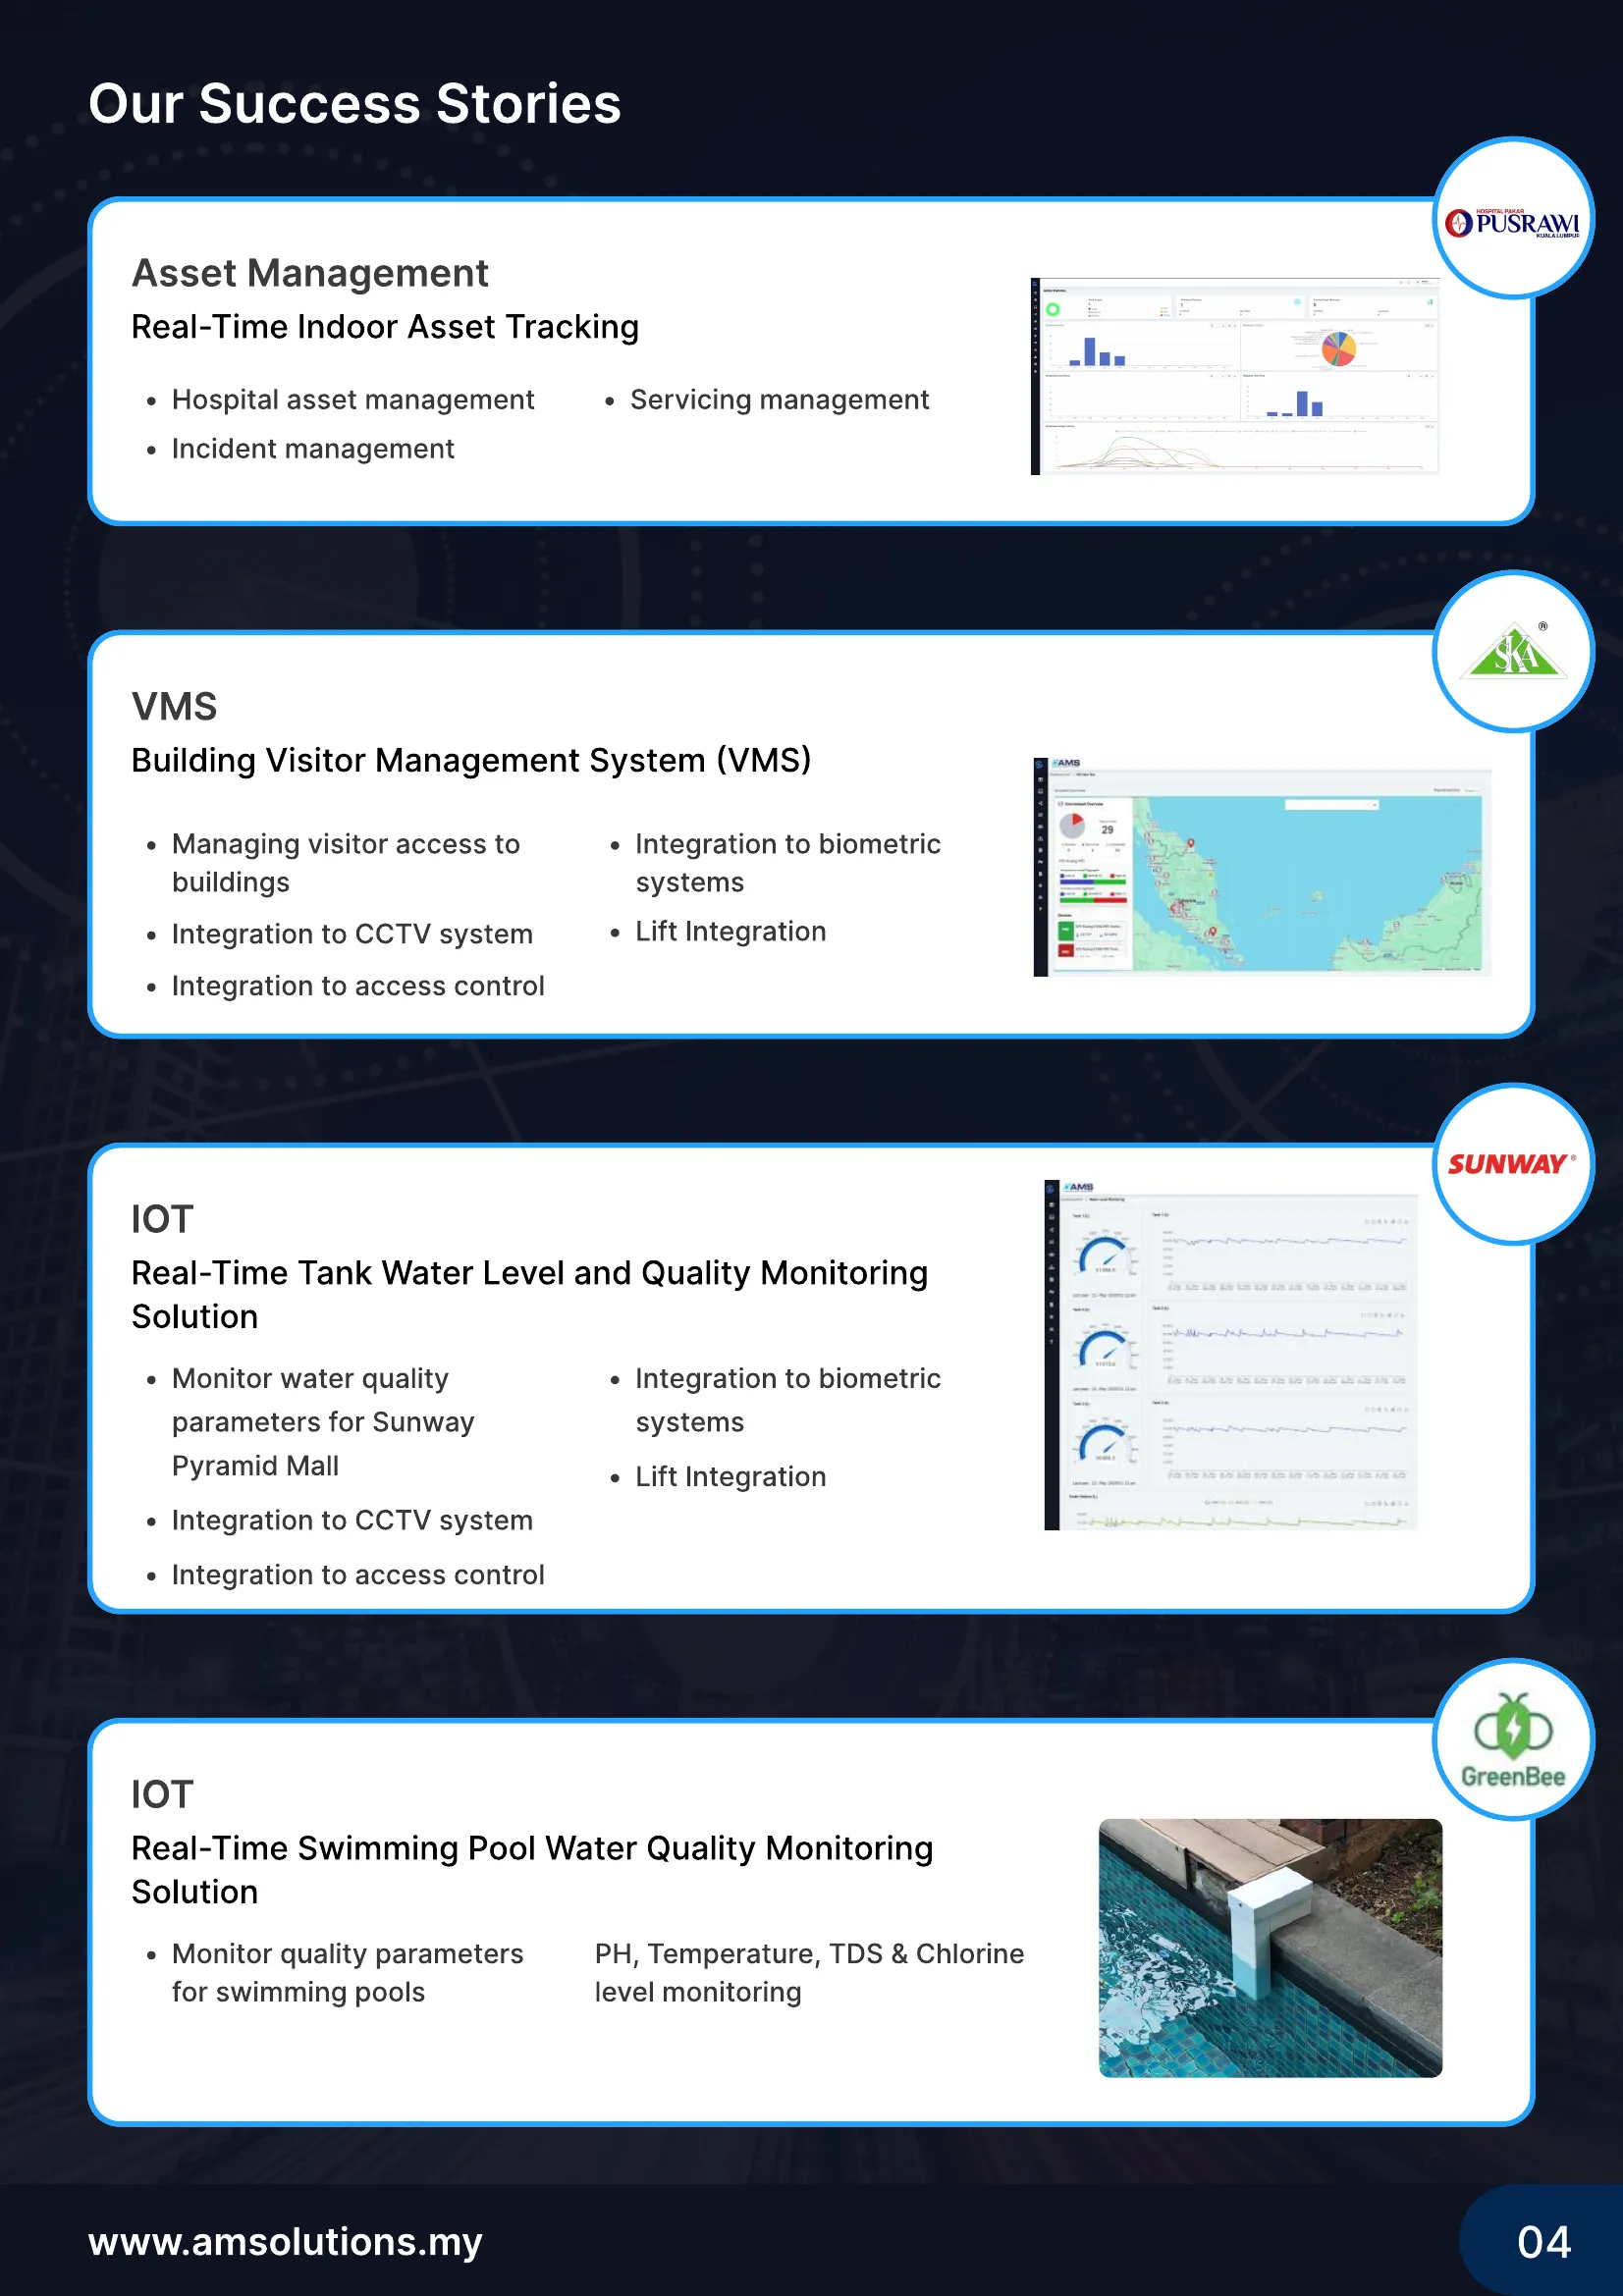 Our Success Stories
HOSPITAL PAKAR
PUSRAWI
KUALA LUMPUR
Asset Management
Real-Time Indoor Asset Tracking
• Hospital asset management
• Incident management
• Servicing management
SKA
®
VMS
Building Visitor Management System (VMS)
• Managing visitor access to
buildings
• Integration to CCTV system
• Integration to access control
• Integration to biometric
systems
• Lift Integration
AMS
29
SUNWAY®
IOT
Real-Time Tank Water Level and Quality Monitoring
Solution
• Monitor water quality
parameters for Sunway
Pyramid Mall
• Integration to CCTV system
• Integration to access control
• Integration to biometric
systems
• Lift Integration
AMS
GreenBee
IOT
Real-Time Swimming Pool Water Quality Monitoring
Solution
• Monitor quality parameters
for swimming pools
PH, Temperature, TDS & Chlorine
level monitoring
www.amsolutions.my
04